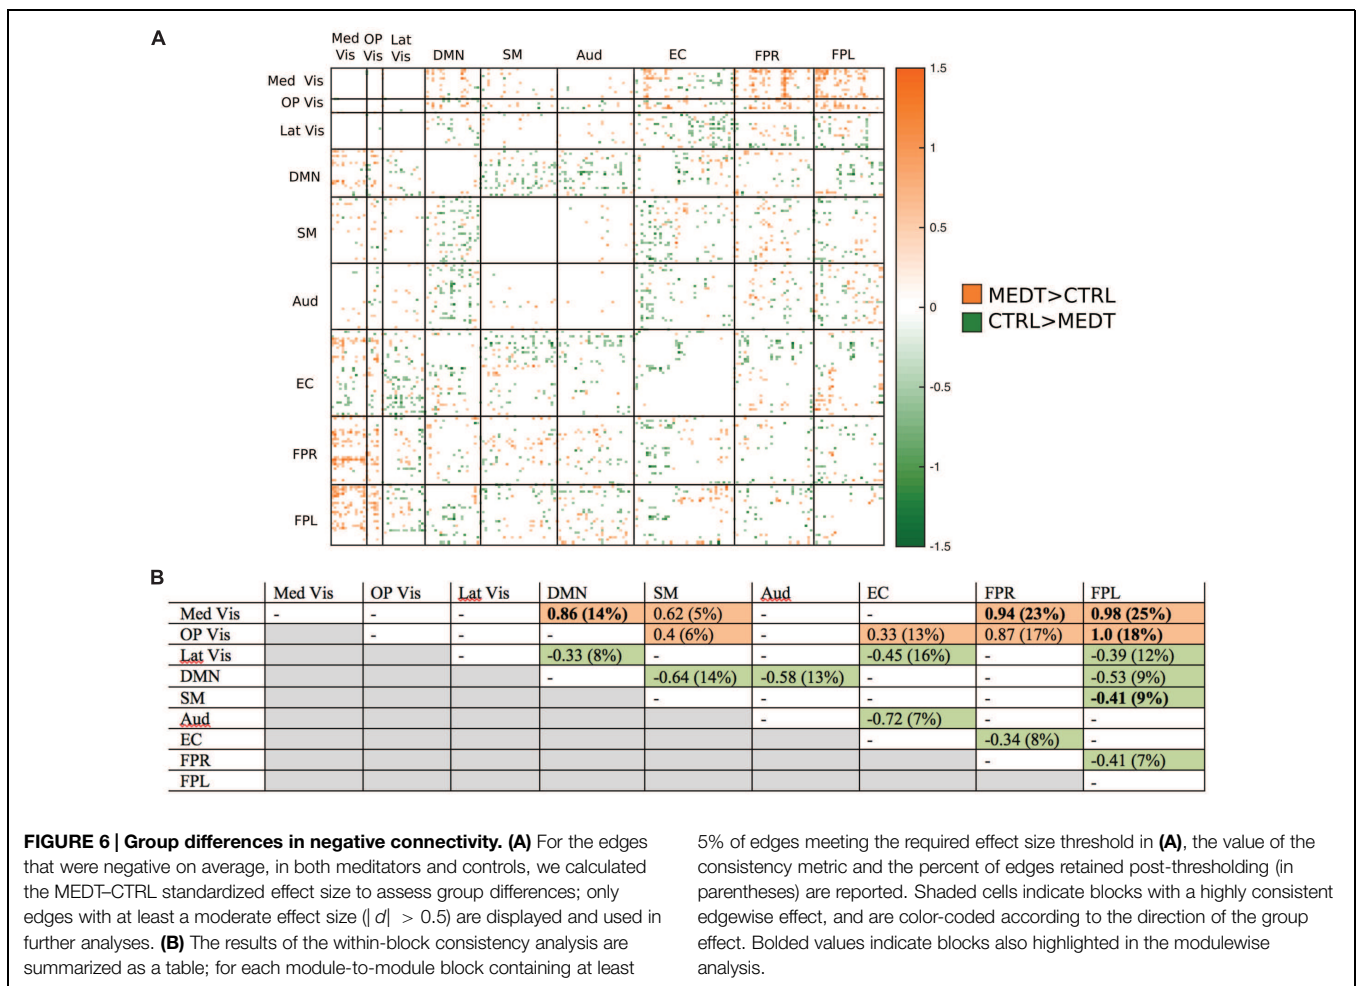 A
Med OP Lat
Vis Vis Vis DMN SM Aud EC FPR FPL
Med Vis
OP Vis
Lat Vis
DMN
SM
Aud
EC
FPR
FPL
1.5
1
0.5
0
-0.5
-1
-1.5
MEDT>CTRL
CTRL>MEDT
B
Med Vis OP Vis Lat Vis DMN SM Aud EC FPR FPL
Med Vis - - - 0.86 (14%) 0.62 (5%) - - 0.94 (23%) 0.98 (25%)
OP Vis - - - 0.4 (6%) - 0.33 (13%) 0.87 (17%) 1.0 (18%)
Lat Vis - -0.33 (8%) - - -0.45 (16%) - -0.39 (12%)
DMN - -0.64 (14%) -0.58 (13%) - - -0.53 (9%)
SM - - - - -0.41 (9%)
Aud - -0.72 (7%) - -
EC - -0.34 (8%) -
FPR - -0.41 (7%)
FPL -
FIGURE 6 | Group differences in negative connectivity. (A) For the edges
that were negative on average, in both meditators and controls, we calculated
the MEDT–CTRL standardized effect size to assess group differences; only
edges with at least a moderate effect size (|d| > 0.5) are displayed and used in
further analyses. (B) The results of the within-block consistency analysis are
summarized as a table; for each module-to-module block containing at least
5% of edges meeting the required effect size threshold in (A), the value of the
consistency metric and the percent of edges retained post-thresholding (in
parentheses) are reported. Shaded cells indicate blocks with a highly consistent
edgewise effect, and are color-coded according to the direction of the group
effect. Bolded values indicate blocks also highlighted in the modulewise
analysis.